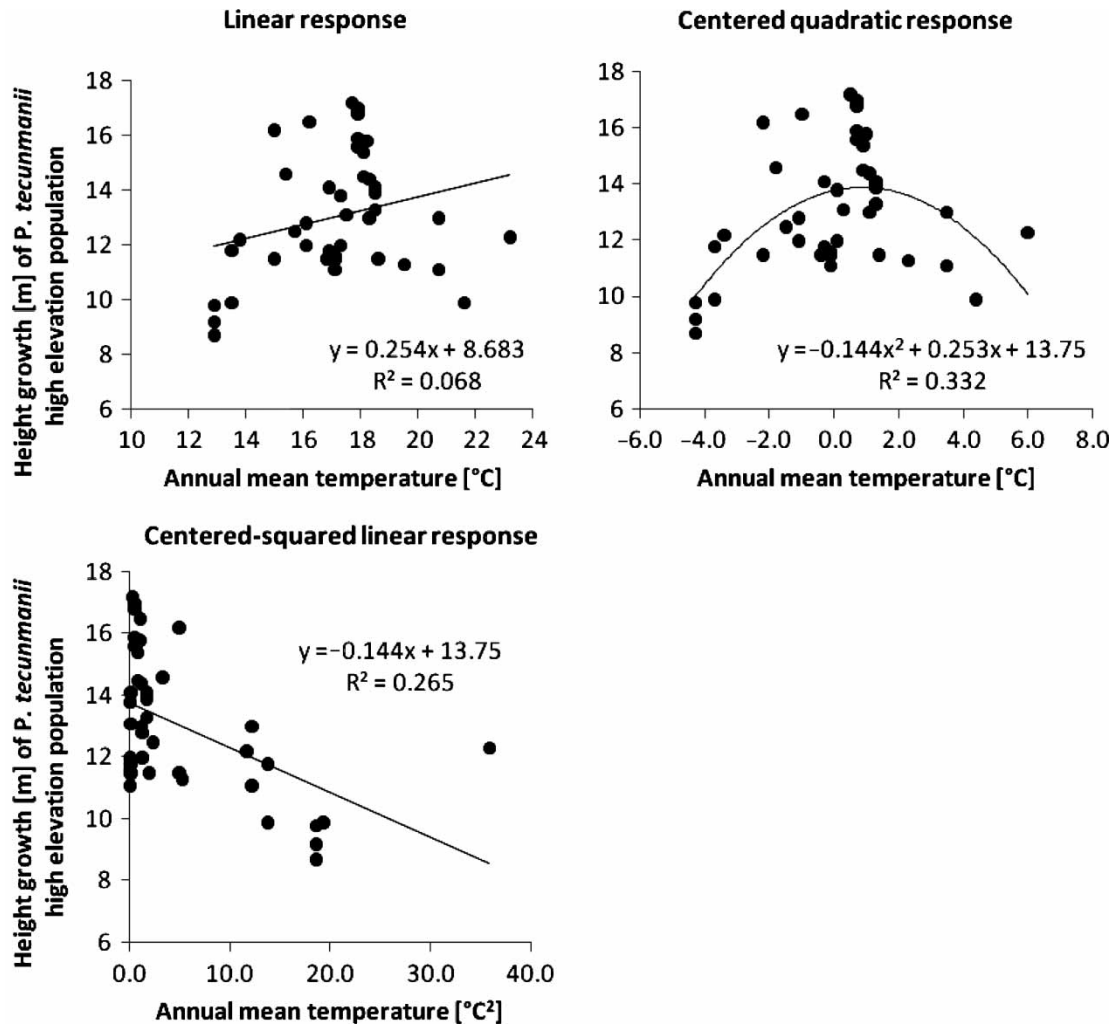 Linear response
Height growth [m] of P. tecunmanii
high elevation population
18
16
14
12
10
8
6
y = 0.254x + 8.683
R² = 0.068
10 12 14 16 18 20 22 24
Annual mean temperature [°C]
Centered quadratic response
18
16
14
12
10
8
6
y =−0.144x² + 0.253x + 13.75
R² = 0.332
−6.0 −4.0 −2.0 0.0 2.0 4.0 6.0 8.0
Annual mean temperature [°C]
Centered-squared linear response
Height growth [m] of P. tecunmanii
high elevation population
18
16
14
12
10
8
6
y =−0.144x + 13.75
R² = 0.265
0.0 10.0 20.0 30.0 40.0
Annual mean temperature [°C²]